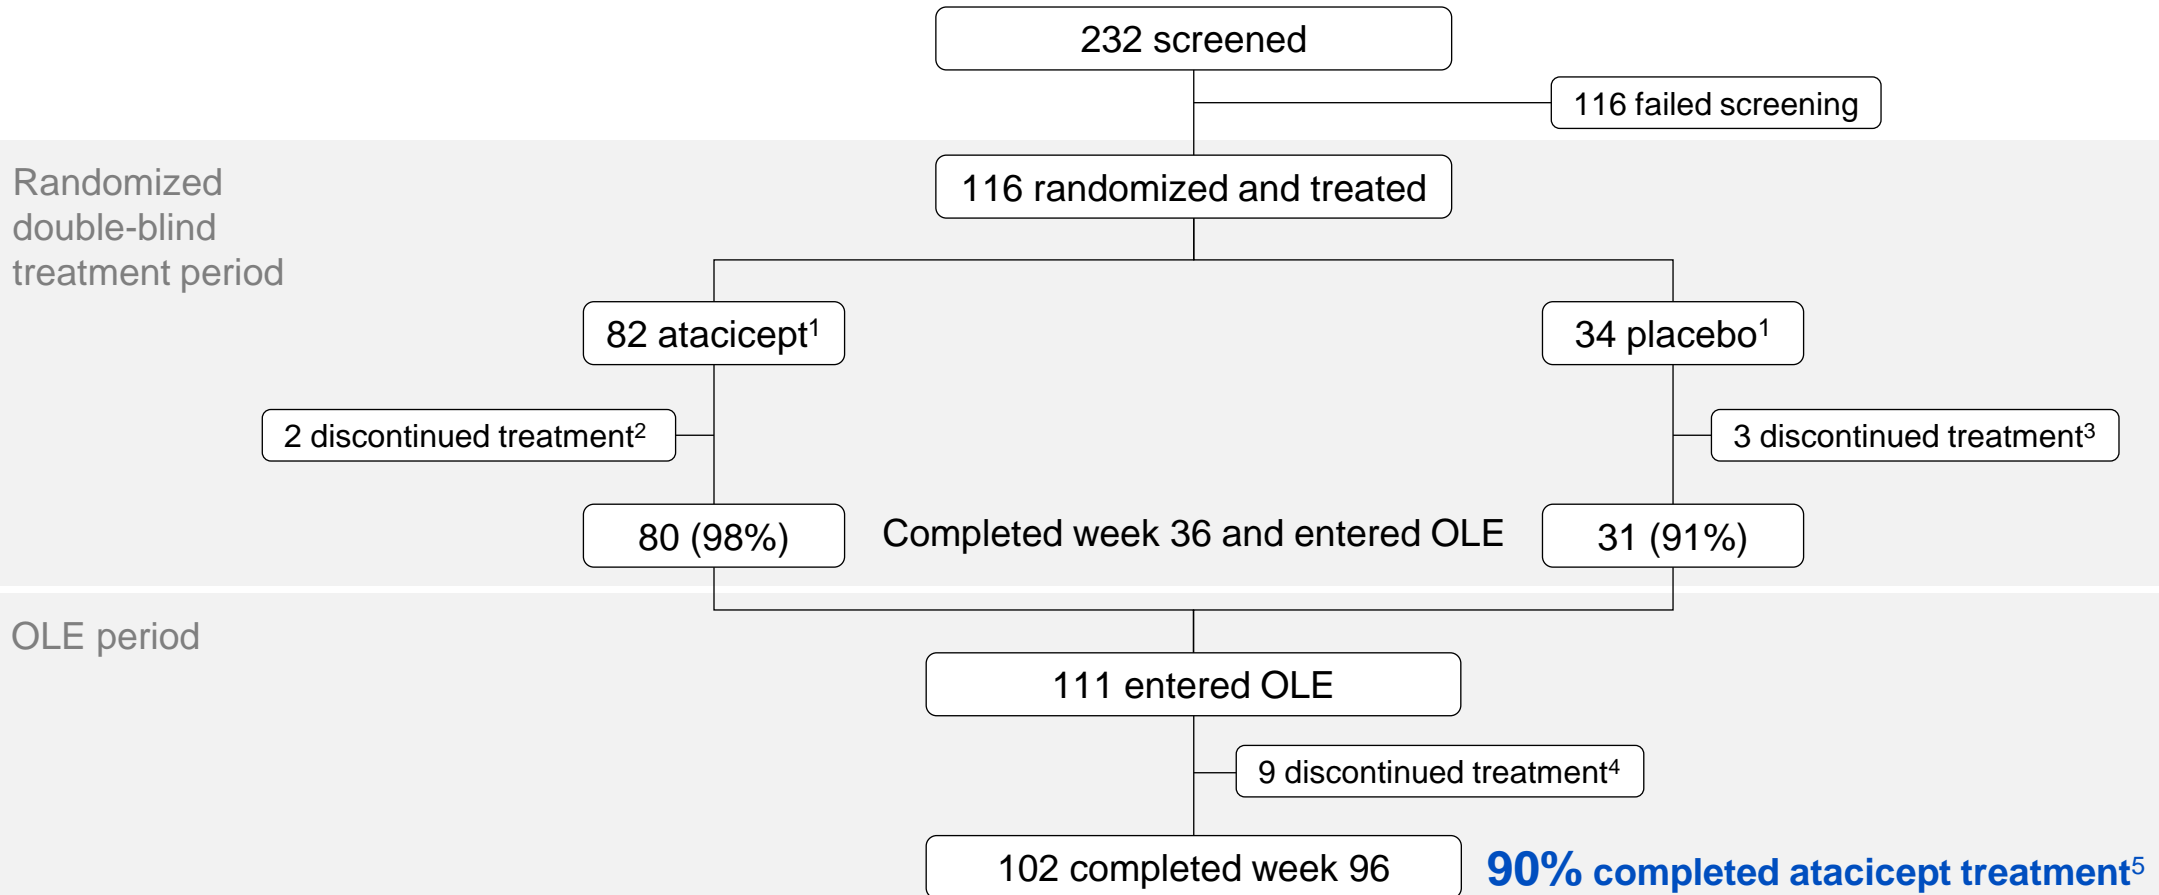 232 screened
116 failed screening
Randomized
double-blind
treatment period
116 randomized and treated
82 atacicept¹
34 placebo¹
2 discontinued treatment²
3 discontinued treatment³
80 (98%)
Completed week 36 and entered OLE
31 (91%)
OLE period
111 entered OLE
9 discontinued treatment⁴
102 completed week 96
90% completed atacicept treatment⁵